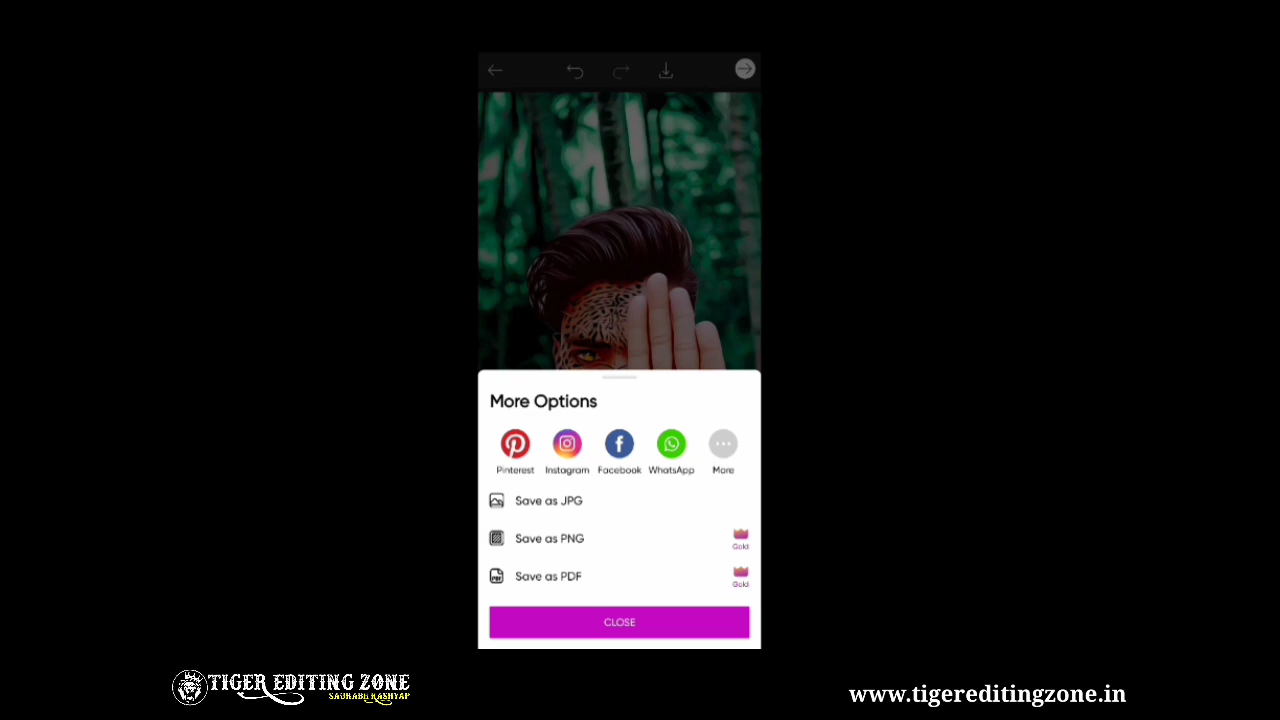 More Options
Pinterest Instagram Facebook WhatsApp More
Save as JPG
Save as PNG
Gold
PDF Save as PDF
Gold
CLOSE
TIGER EDITING ZONE
SAURABH KASHYAP
www.tigereditingzone.in